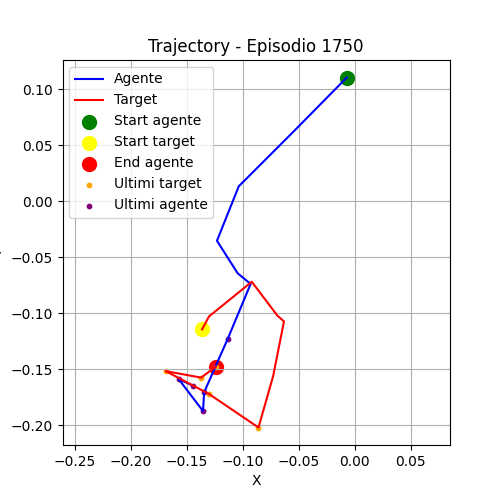 Trajectory - Episodio 1750
Agente
Target
Start agente
Start target
End agente
Ultimi target
Ultimi agente
0.10
0.05
0.00
−0.05
−0.10
−0.15
−0.20
−0.25 −0.20 −0.15 −0.10 −0.05 0.00 0.05
X